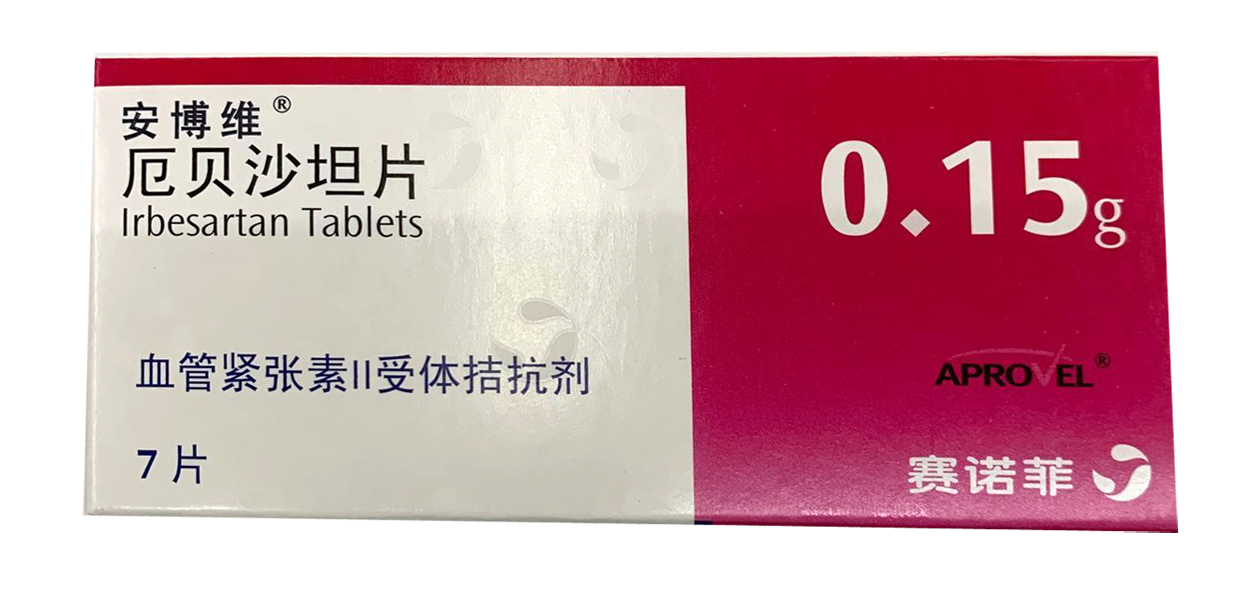 安博维®
厄贝沙坦片
Irbesartan Tablets
血管紧张素II受体拮抗剂
7片
0.15g
APROVEL®
赛诺菲